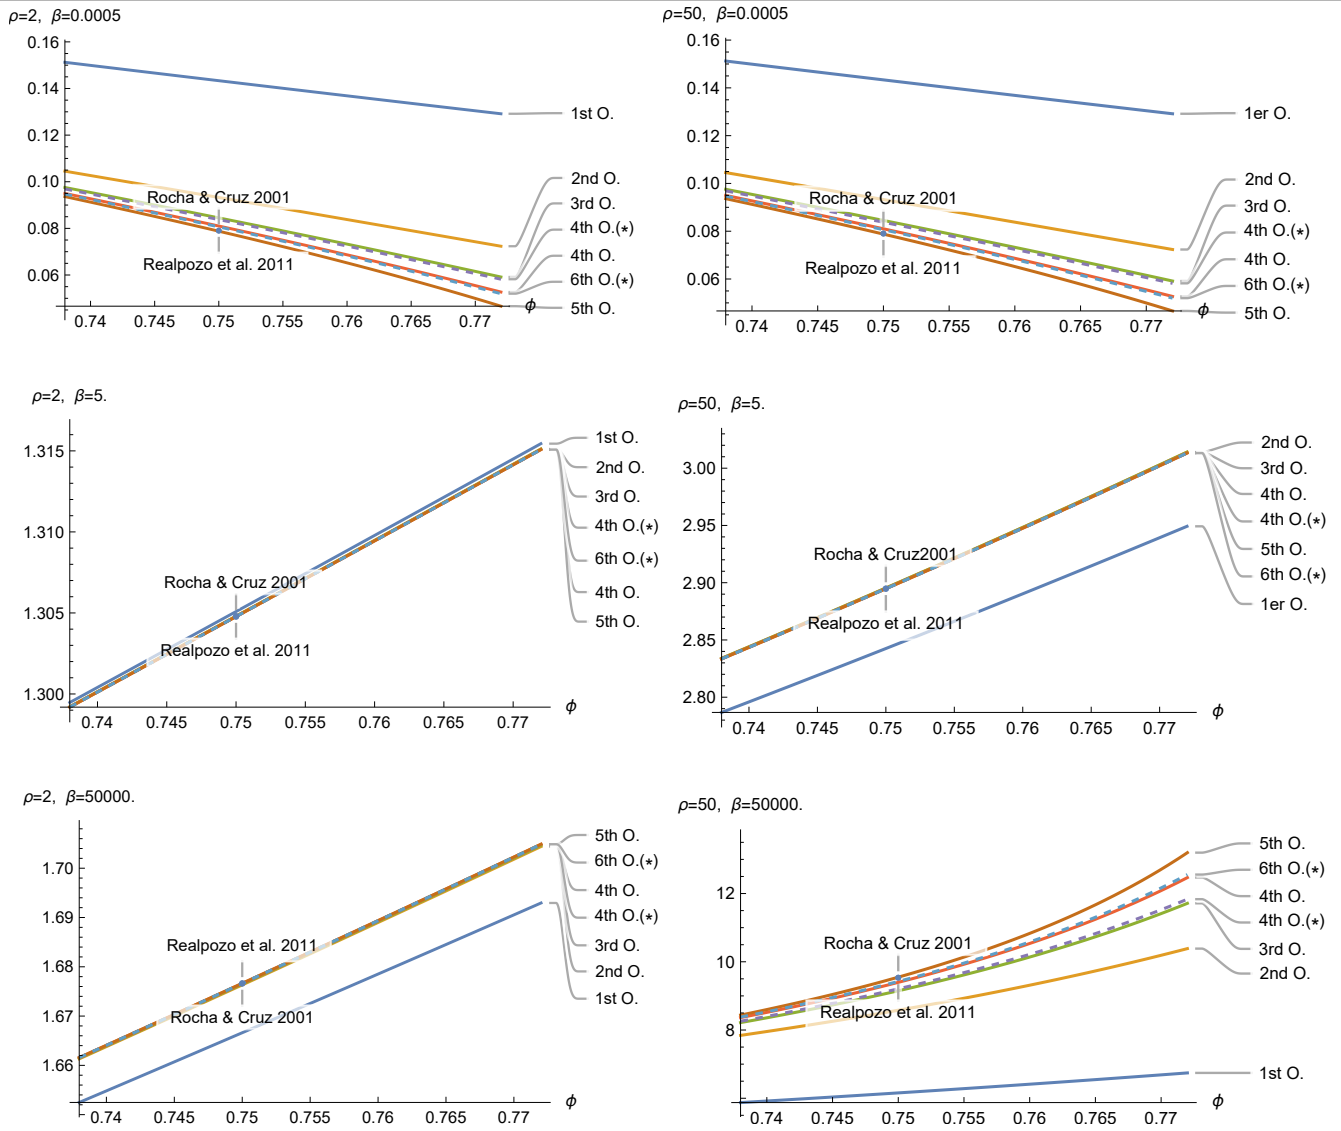 ρ=2, β=0.0005
0.16
0.14
0.12
0.10
0.08
0.06
0.74 0.745 0.75 0.755 0.76 0.765 0.77
ϕ
Rocha & Cruz 2001
Realpozo et al. 2011
1st O.
2nd O.
3rd O.
4th O.(*)
4th O.
6th O.(*)
5th O.
ρ=50, β=0.0005
0.16
0.14
0.12
0.10
0.08
0.06
0.74 0.745 0.75 0.755 0.76 0.765 0.77
ϕ
Rocha & Cruz 2001
Realpozo et al. 2011
1er O.
2nd O.
3rd O.
4th O.(*)
4th O.
6th O.(*)
5th O.
ρ=2, β=5.
1.315
1.310
1.305
1.300
0.74 0.745 0.75 0.755 0.76 0.765 0.77
ϕ
Rocha & Cruz 2001
Realpozo et al. 2011
1st O.
2nd O.
3rd O.
4th O.(*)
6th O.(*)
4th O.
5th O.
ρ=50, β=5.
3.00
2.95
2.90
2.85
2.80
0.74 0.745 0.75 0.755 0.76 0.765 0.77
ϕ
Rocha & Cruz2001
Realpozo et al. 2011
2nd O.
3rd O.
4th O.
4th O.(*)
5th O.
6th O.(*)
1er O.
ρ=2, β=50000.
1.70
1.69
1.68
1.67
1.66
0.74 0.745 0.75 0.755 0.76 0.765 0.77
ϕ
Realpozo et al. 2011
Rocha & Cruz 2001
5th O.
6th O.(*)
4th O.
4th O.(*)
3rd O.
2nd O.
1st O.
ρ=50, β=50000.
12
10
8
0.74 0.745 0.75 0.755 0.76 0.765 0.77
ϕ
Rocha & Cruz 2001
Realpozo et al. 2011
5th O.
6th O.(*)
4th O.
4th O.(*)
3rd O.
2nd O.
1st O.